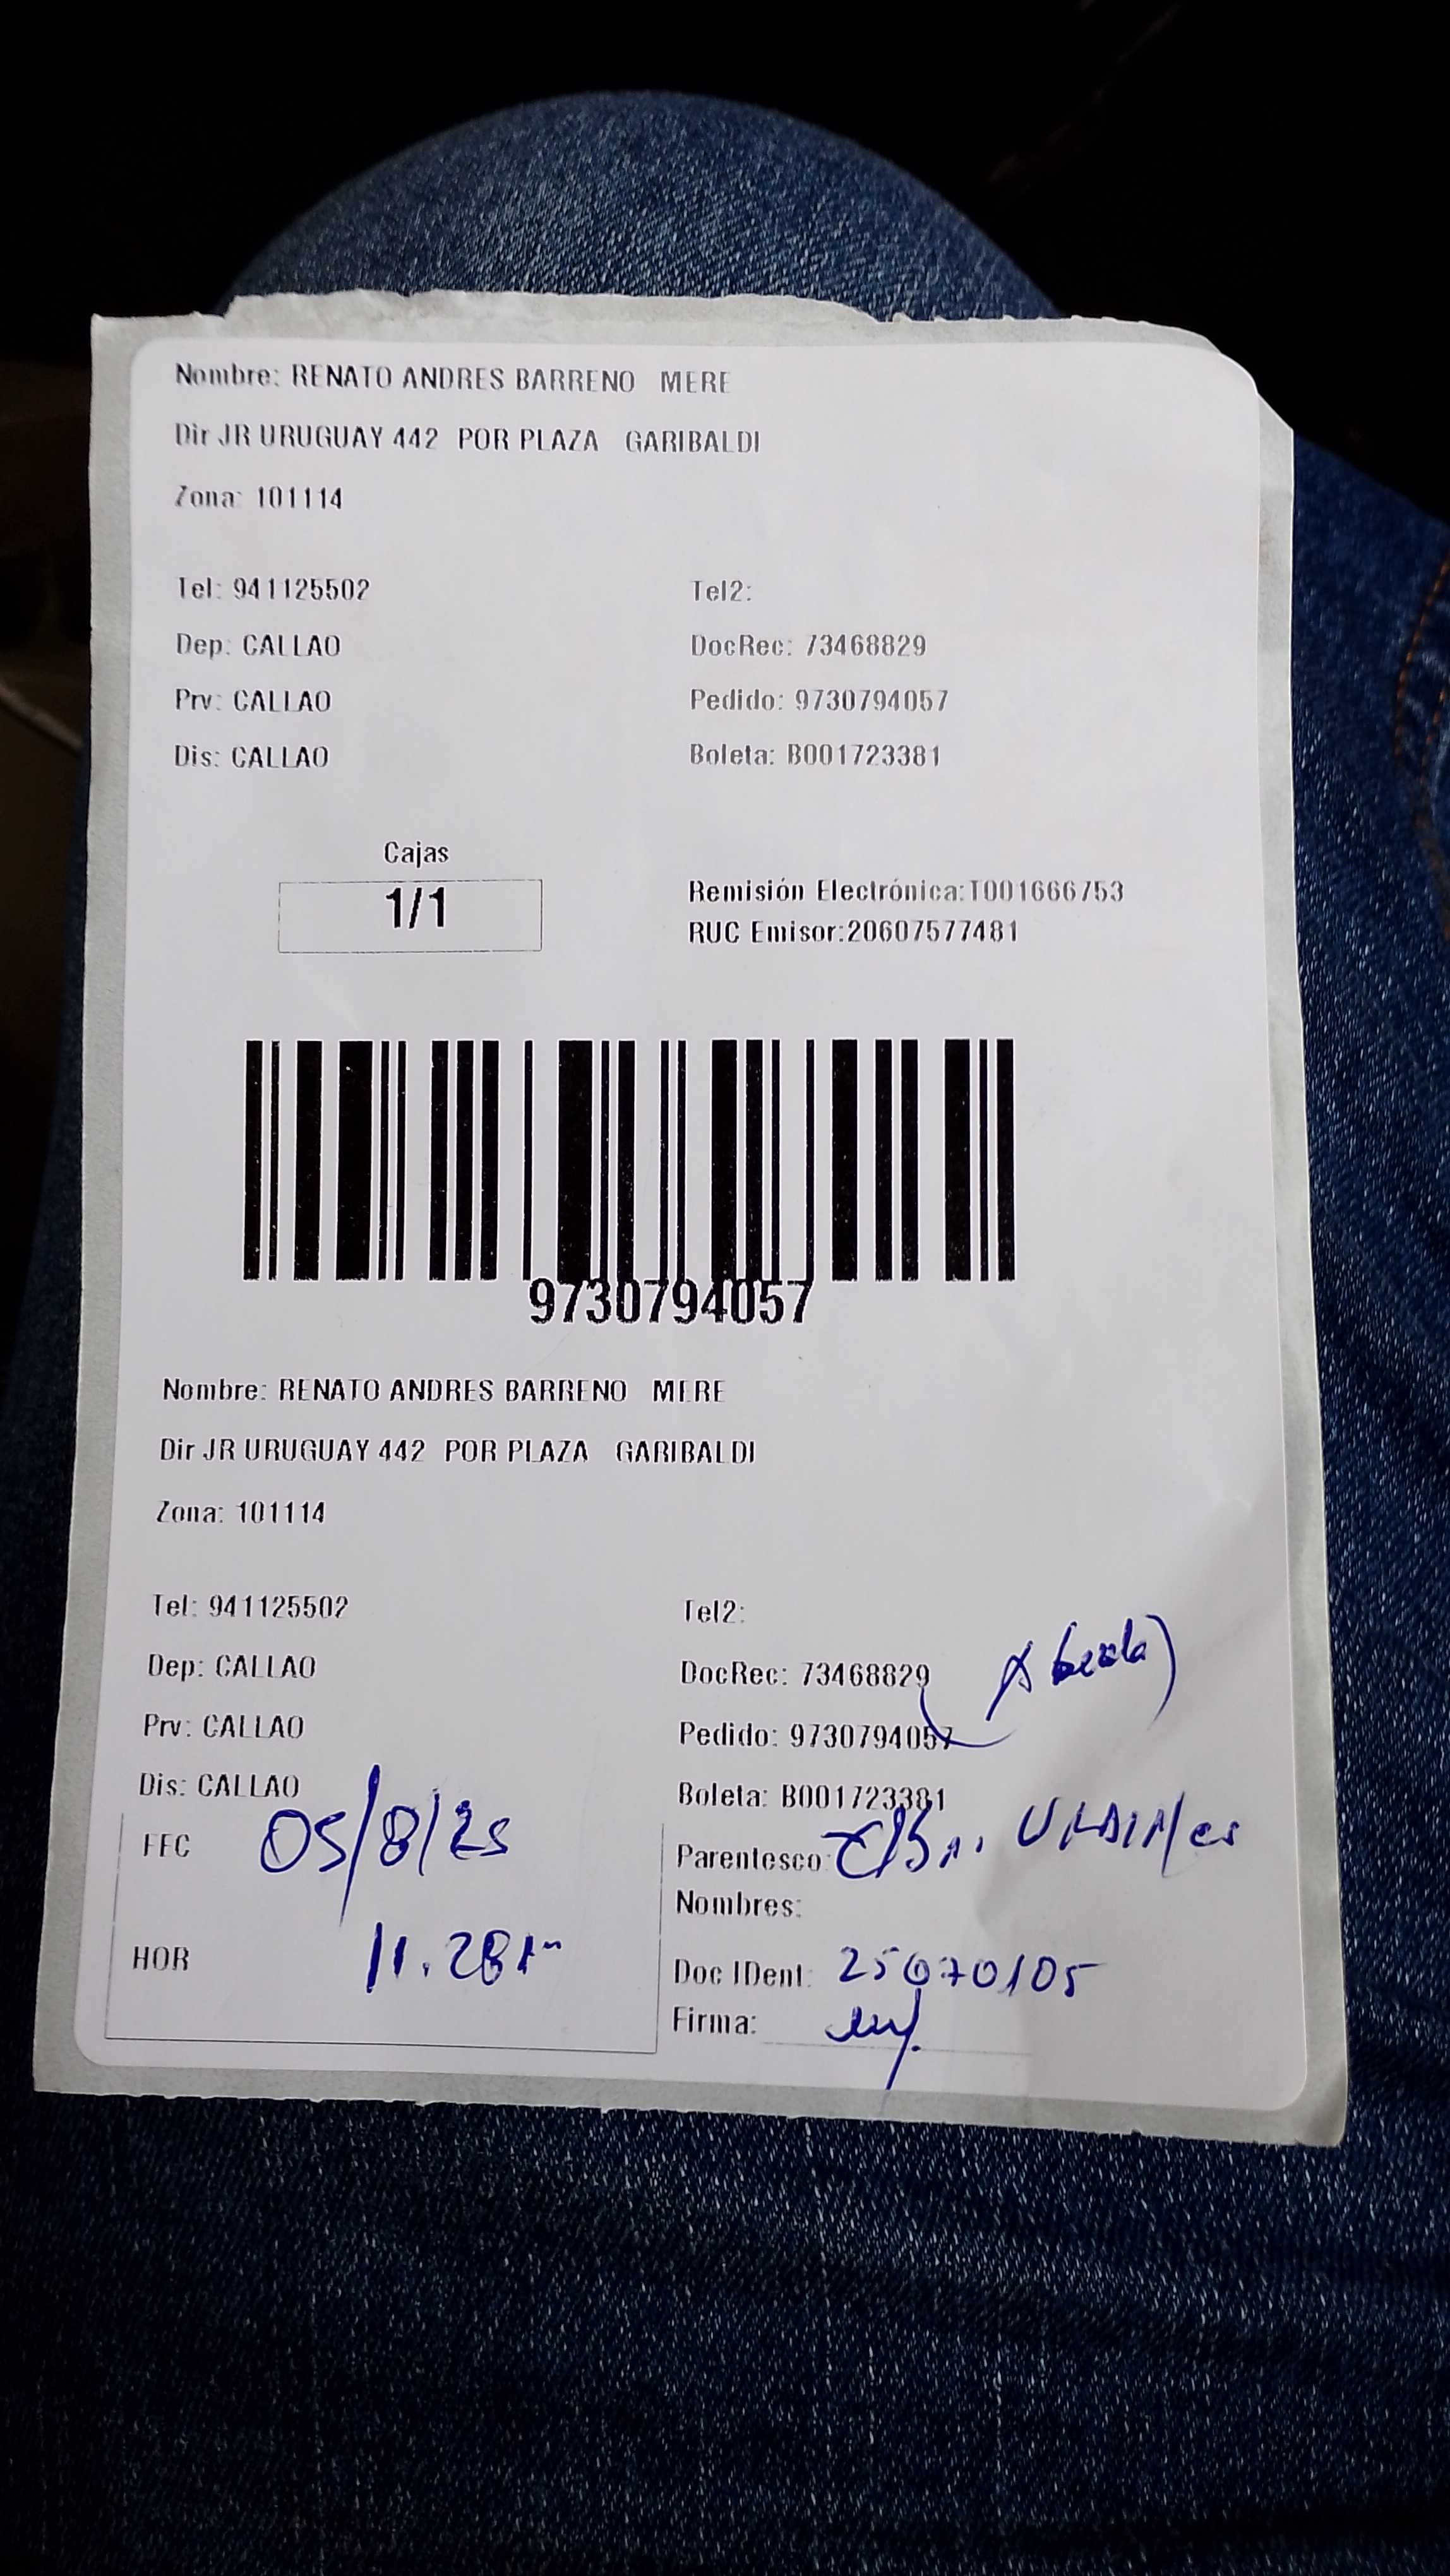 Nombre: RENATO ANDRES BARRENO MERE
Dir JR URUGUAY 442 POR PLAZA GARIBALDI
Zona: 101114
Tel: 941125502 Tel2:
Dep: CALLAO DocRec: 73468829
Prv: CALLAO Pedido: 9730794057
Dis: CALLAO Boleta: B001723381
Cajas
1/1
Remisión Electrónica:T001666753
RUC Emisor:20607577481
9730794057
Nombre: RENATO ANDRES BARRENO MERE
Dir JR URUGUAY 442 POR PLAZA GARIBALDI
Zona: 101114
Tel: 941125502 Tel2:
Dep: CALLAO DocRec: 73468829
Prv: CALLAO Pedido: 9730794057
Dis: CALLAO Boleta: B001723381
FFC 05/8/25 Parentesco:
Nombres:
HOR 11.28 Doc IDent: 25670105
Firma: